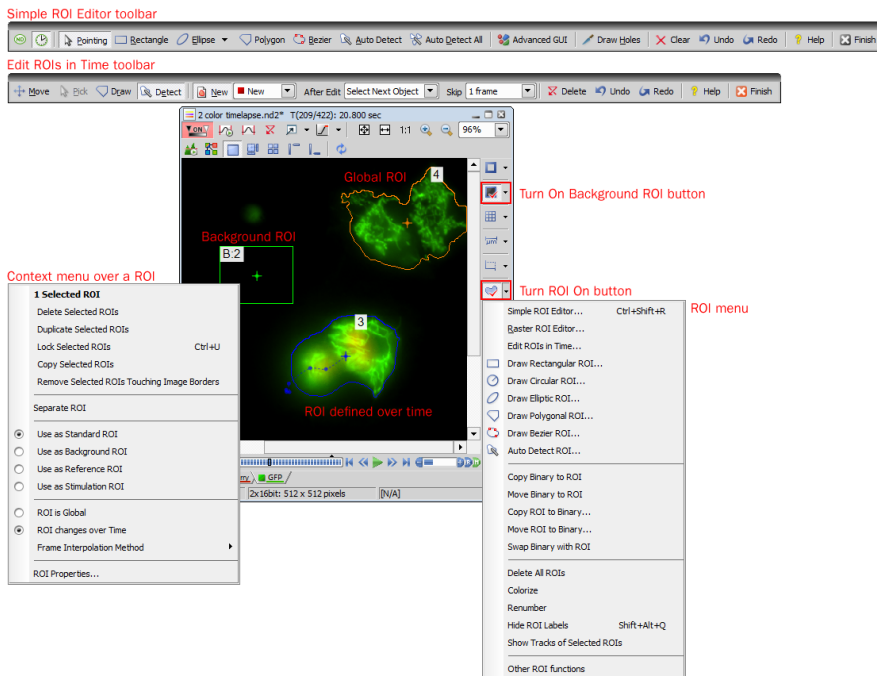 Simple ROI Editor toolbar
Pointing Rectangle Ellipse Polygon Bezier Auto Detect Auto Detect All Advanced GUI Draw Holes Clear Undo Redo Help Finish
Edit ROIs in Time toolbar
Move Pick Draw Detect New New After Edit Select Next Object Skip 1 frame Delete Undo Redo Help Finish
2 color timelapse.nd2* T(209/422): 20.800 sec
ON 1:1 96%
Global ROI
4
Turn On Background ROI button
Background ROI
B:2
μm
Context menu over a ROI
1 Selected ROI
Delete Selected ROIs
Duplicate Selected ROIs
Lock Selected ROIs Ctrl+U
Copy Selected ROIs
Remove Selected ROIs Touching Image Borders
Separate ROI
Use as Standard ROI
Use as Background ROI
Use as Reference ROI
Use as Stimulation ROI
ROI is Global
ROI changes over Time
Frame Interpolation Method
ROI Properties...
3
ROI defined over time
GFP
2x16bit: 512 x 512 pixels [N/A]
Turn ROI On button
ROI menu
Simple ROI Editor... Ctrl+Shift+R
Raster ROI Editor...
Edit ROIs in Time...
Draw Rectangular ROI...
Draw Circular ROI...
Draw Elliptic ROI...
Draw Polygonal ROI...
Draw Bezier ROI...
Auto Detect ROI...
Copy Binary to ROI
Move Binary to ROI
Copy ROI to Binary...
Move ROI to Binary...
Swap Binary with ROI
Delete All ROIs
Colorize
Renumber
Hide ROI Labels Shift+Alt+Q
Show Tracks of Selected ROIs
Other ROI functions